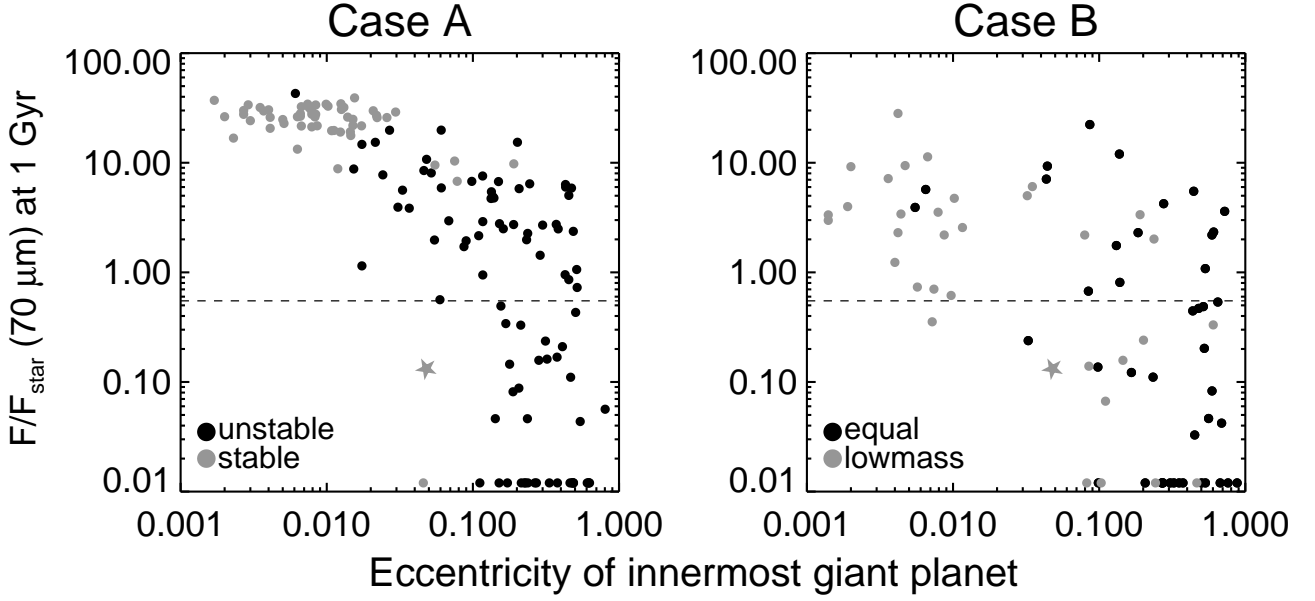 Case A
Case B
F/Fstar (70 μm) at 1 Gyr
100.00
10.00
1.00
0.10
0.01
unstable
stable
0.001
0.010
0.100
1.000
100.00
10.00
1.00
0.10
0.01
equal
lowmass
0.001
0.010
0.100
1.000
Eccentricity of innermost giant planet